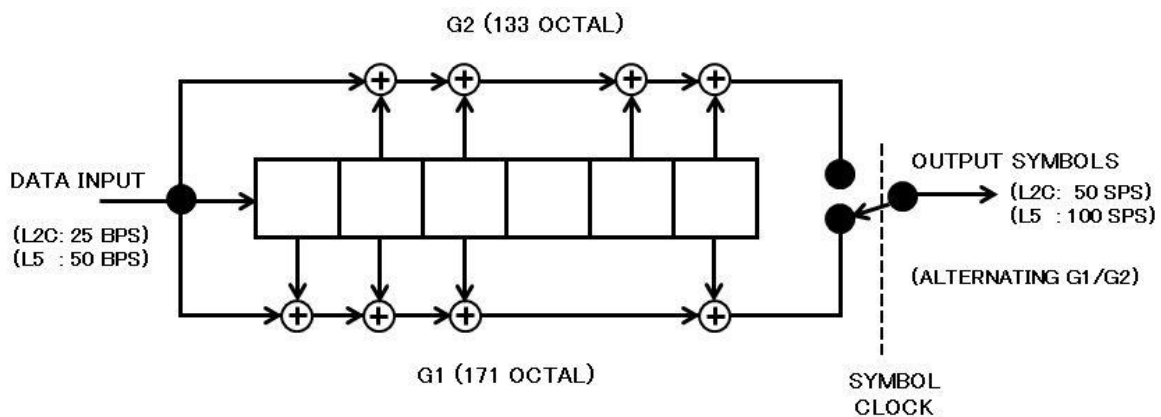 G2 (133 OCTAL)
DATA INPUT
(L2C: 25 BPS)
(L5 : 50 BPS)
OUTPUT SYMBOLS
(L2C: 50 SPS)
(L5 : 100 SPS)
(ALTERNATING G1/G2)
G1 (171 OCTAL)
SYMBOL
CLOCK